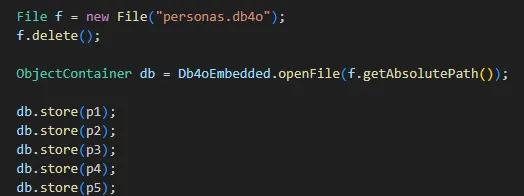 File f = new File("personas.db4o");
f.delete();
ObjectContainer db = Db4oEmbedded.openFile(f.getAbsolutePath());
db.store(p1);
db.store(p2);
db.store(p3);
db.store(p4);
db.store(p5);